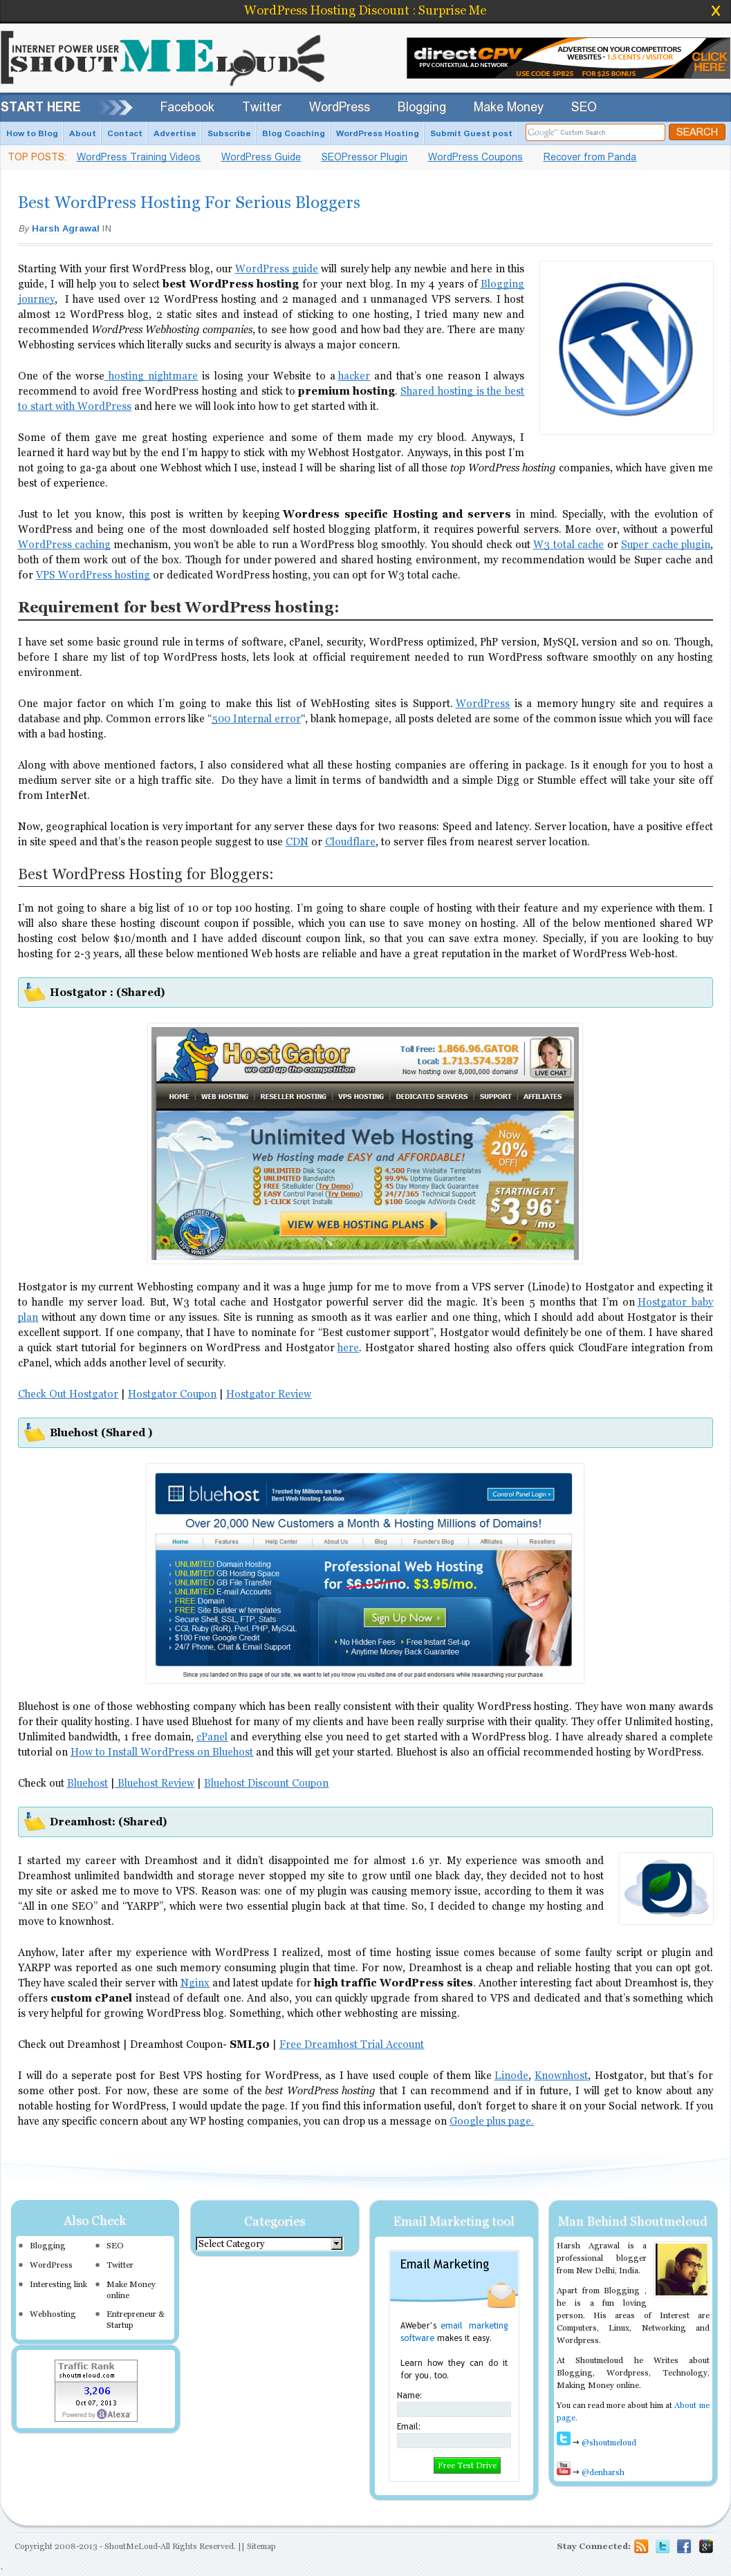 WordPress Hosting Discount : Surprise Me
X
INTERNET POWER USER
SHOUTMELOUD
directCPV
PPV CONTEXTUAL AD NETWORK
ADVERTISE ON YOUR COMPETITORS
WEBSITES - 1.5 CENTS / VISITOR
USE CODE SPB25 FOR $25 BONUS
CLICK HERE
START HERE Facebook Twitter WordPress Blogging Make Money SEO
How to Blog About Contact Advertise Subscribe Blog Coaching WordPress Hosting Submit Guest post Google Custom Search SEARCH
TOP POSTS: WordPress Training Videos WordPress Guide SEOPressor Plugin WordPress Coupons Recover from Panda
Best WordPress Hosting For Serious Bloggers
By Harsh Agrawal IN
Starting With your first WordPress blog, our WordPress guide will surely help any newbie and here in this
guide, I will help you to select best WordPress hosting for your next blog. In my 4 years of Blogging
journey, I have used over 12 WordPress hosting and 2 managed and 1 unmanaged VPS servers. I host
almost 12 WordPress blog, 2 static sites and instead of sticking to one hosting, I tried many new and
recommended WordPress Webhosting companies, to see how good and how bad they are. There are many
Webhosting services which literally sucks and security is always a major concern.
One of the worse hosting nightmare is losing your Website to a hacker and that's one reason I always
recommend to avoid free WordPress hosting and stick to premium hosting. Shared hosting is the best
to start with WordPress and here we will look into how to get started with it.
Some of them gave me great hosting experience and some of them made my cry blood. Anyways, I
learned it hard way but by the end I'm happy to stick with my Webhost Hostgator. Anyways, in this post I'm
not going to go ga-ga about one Webhost which I use, instead I will be sharing list of all those top WordPress hosting companies, which have given me
best of experience.
Just to let you know, this post is written by keeping Wordress specific Hosting and servers in mind. Specially, with the evolution of
WordPress and being one of the most downloaded self hosted blogging platform, it requires powerful servers. More over, without a powerful
WordPress caching mechanism, you won't be able to run a WordPress blog smoothly. You should check out W3 total cache or Super cache plugin,
both of them work out of the box. Though for under powered and shared hosting environment, my recommendation would be Super cache and
for VPS WordPress hosting or dedicated WordPress hosting, you can opt for W3 total cache.
Requirement for best WordPress hosting:
I have set some basic ground rule in terms of software, cPanel, security, WordPress optimized, PhP version, MySQL version and so on. Though,
before I share my list of top WordPress hosts, lets look at official requirement needed to run WordPress software smoothly on any hosting
environment.
One major factor on which I'm going to make this list of WebHosting sites is Support. WordPress is a memory hungry site and requires a
database and php. Common errors like "500 Internal error", blank homepage, all posts deleted are some of the common issue which you will face
with a bad hosting.
Along with above mentioned factors, I also considered what all these hosting companies are offering in package. Is it enough for you to host a
medium server site or a high traffic site. Do they have a limit in terms of bandwidth and a simple Digg or Stumble effect will take your site off
from InterNet.
Now, geographical location is very important for any server these days for two reasons: Speed and latency. Server location, have a positive effect
in site speed and that's the reason people suggest to use CDN or Cloudflare, to server files from nearest server location.
Best WordPress Hosting for Bloggers:
I'm not going to share a big list of 10 or top 100 hosting. I'm going to share couple of hosting with their feature and my experience with them. I
will also share these hosting discount coupon if possible, which you can use to save money on hosting. All of the below mentioned shared WP
hosting cost below $10/month and I have added discount coupon link, so that you can save extra money. Specially, if you are looking to buy
hosting for 2-3 years, all these below mentioned Web hosts are reliable and have a great reputation in the market of WordPress Web-host.
Hostgator : (Shared)
HostGator
we eat up the competition
Toll Free: 1.866.96.GATOR
Local: 1.713.574.5287
Now hosting over 8,000,000 domains!
LIVE CHAT
HOME WEB HOSTING RESELLER HOSTING VPS HOSTING DEDICATED SERVERS SUPPORT AFFILIATES
Unlimited Web Hosting
Web Hosting made EASY and AFFORDABLE!
Now 20% OFF!
UNLIMITED Disk Space 4,500 Free Website Templates
UNLIMITED Bandwidth 99.9% Uptime Guarantee
FREE SiteBuilder (Try Demo) 45 Day Money Back Guarantee
EASY Control Panel (Try Demo) 24/7/365 Technical Support
1-CLICK Script Installs $100 Google AdWords Credit
STARTING AT $3.96/mo
VIEW WEB HOSTING PLANS
POWERED BY 100% WIND ENERGY
Hostgator is my current Webhosting company and it was a huge jump for me to move from a VPS server (Linode) to Hostgator and expecting it
to handle my server load. But, W3 total cache and Hostgator powerful server did the magic. It's been 5 months that I'm on Hostgator baby
plan without any down time or any issues. Site is running as smooth as it was earlier and one thing, which I should add about Hostgator is their
excellent support. If one company, that I have to nominate for "Best customer support", Hostgator would definitely be one of them. I have shared
a quick start tutorial for beginners on WordPress and Hostgator here. Hostgator shared hosting also offers quick CloudFare integration from
cPanel, which adds another level of security.
Check Out Hostgator | Hostgator Coupon | Hostgator Review
Bluehost (Shared )
bluehost
Trusted by Millions as the
Best Web Hosting Solution
Control Panel Login
Over 20,000 New Customers a Month & Hosting Millions of Domains!
Home Features Help Center About Us Blog Founder's Blog Affiliates Resellers
UNLIMITED Domain Hosting
UNLIMITED GB Hosting Space
UNLIMITED GB File Transfer
UNLIMITED E-mail Accounts
FREE Domain
FREE Site Builder w/ templates
Secure Shell, SSL, FTP, Stats
CGI, Ruby (RoR), Perl, PHP, MySQL
$100 Free Google Credit
24/7 Phone, Chat & Email Support
Professional Web Hosting
for $6.95/mo. $3.95/mo.
Sign Up Now
No Hidden Fees Free Instant Set-up
Anytime Money Back Guarantee
Since you landed on this page of our site, we want to let you know you visited one of our paid endorsers while researching your purchase.
Bluehost is one of those webhosting company which has been really consistent with their quality WordPress hosting. They have won many awards
for their quality hosting. I have used Bluehost for many of my clients and have been really surprise with their quality. They offer Unlimited hosting,
Unlimited bandwidth, 1 free domain, cPanel and everything else you need to get started with a WordPress blog. I have already shared a complete
tutorial on How to Install WordPress on Bluehost and this will get your started. Bluehost is also an official recommended hosting by WordPress.
Check out Bluehost | Bluehost Review | Bluehost Discount Coupon
Dreamhost: (Shared)
I started my career with Dreamhost and it didn't disappointed me for almost 1.6 yr. My experience was smooth and
Dreamhost unlimited bandwidth and storage never stopped my site to grow until one black day, they decided not to host
my site or asked me to move to VPS. Reason was: one of my plugin was causing memory issue, according to them it was
"All in one SEO" and "YARPP", which were two essential plugin back at that time. So, I decided to change my hosting and
move to knownhost.
Anyhow, later after my experience with WordPress I realized, most of time hosting issue comes because of some faulty script or plugin and
YARPP was reported as one such memory consuming plugin that time. For now, Dreamhost is a cheap and reliable hosting that you can opt got.
They have scaled their server with Nginx and latest update for high traffic WordPress sites. Another interesting fact about Dreamhost is, they
offers custom cPanel instead of default one. And also, you can quickly upgrade from shared to VPS and dedicated and that's something which
is very helpful for growing WordPress blog. Something, which other webhosting are missing.
Check out Dreamhost | Dreamhost Coupon- SML50 | Free Dreamhost Trial Account
I will do a seperate post for Best VPS hosting for WordPress, as I have used couple of them like Linode, Knownhost, Hostgator, but that's for
some other post. For now, these are some of the best WordPress hosting that I can recommend and if in future, I will get to know about any
notable hosting for WordPress, I would update the page. If you find this information useful, don't forget to share it on your Social network. If you
have any specific concern about any WP hosting companies, you can drop us a message on Google plus page.
Also Check
Blogging SEO
WordPress Twitter
Interesting link Make Money online
Webhosting Entrepreneur & Startup
Traffic Rank
shoutmeloud.com
3,206
Oct 07, 2013
Powered by Alexa
Categories
Select Category
Email Marketing tool
Email Marketing
AWeber's email marketing
software makes it easy.
Learn how they can do it
for you, too.
Name:
Email:
Free Test Drive
Man Behind Shoutmeloud
Harsh Agrawal is a
professional blogger
from New Delhi, India.
Apart from Blogging ,
he is a fun loving
person. His areas of Interest are
Computers, Linux, Networking and
Wordpress.
At Shoutmeloud he Writes about
Blogging, Wordpress, Technology,
Making Money online.
You can read more about him at About me
page.
→ @shoutmeloud
You Tube → @denharsh
Copyright 2008-2013 - ShoutMeLoud-All Rights Reserved. || Sitemap
Stay Connected: